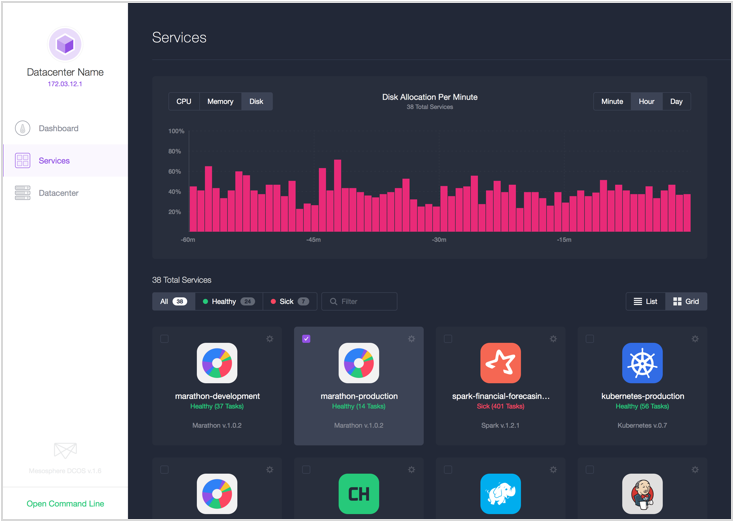 Datacenter Name
172.03.12.1
Dashboard
Services
Datacenter
Mesosphere DCOS v.1.0
Open Command Line
Services
CPU
Memory
Disk
Disk Allocation Per Minute
38 Total Services
Minute
Hour
Day
100%
80%
60%
40%
20%
-60m
-45m
-30m
-15m
38 Total Services
All 38
Healthy 24
Sick 7
Filter
List
Grid
marathon-development
Healthy (37 Tasks)
Marathon v.1.0.2
marathon-production
Healthy (14 Tasks)
Marathon v.1.0.2
spark-financial-forecasin...
Sick (401 Tasks)
Spark v.1.2.1
kubernetes-production
Healthy (56 Tasks)
Kubernetes v.0.7
CH